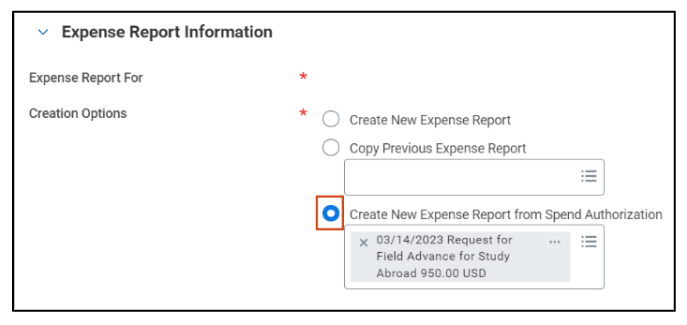 Expense Report Information
Expense Report For *
Creation Options *
Create New Expense Report
Copy Previous Expense Report
Create New Expense Report from Spend Authorization
× 03/14/2023 Request for ...
Field Advance for Study
Abroad 950.00 USD